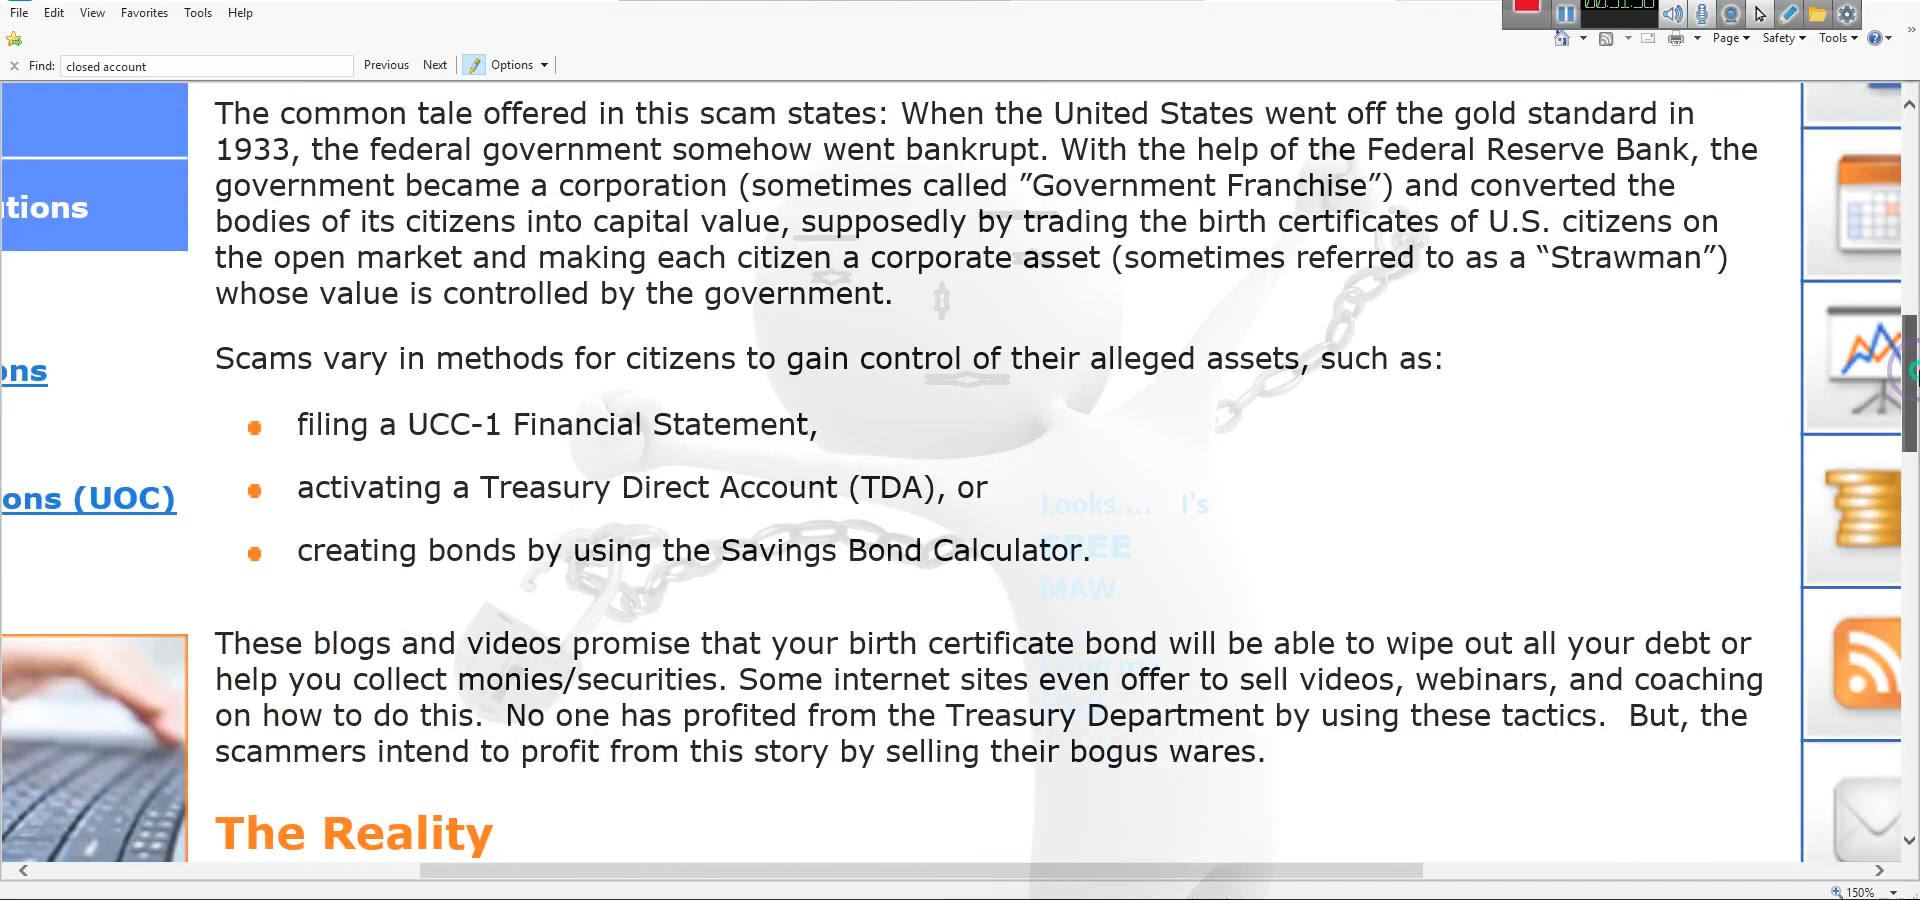 File Edit View Favorites Tools Help
Page Safety Tools
Find: closed account Previous Next Options
The common tale offered in this scam states: When the United States went off the gold standard in
1933, the federal government somehow went bankrupt. With the help of the Federal Reserve Bank, the
government became a corporation (sometimes called ”Government Franchise”) and converted the
bodies of its citizens into capital value, supposedly by trading the birth certificates of U.S. citizens on
the open market and making each citizen a corporate asset (sometimes referred to as a “Strawman”)
whose value is controlled by the government.
Scams vary in methods for citizens to gain control of their alleged assets, such as:
filing a UCC-1 Financial Statement,
activating a Treasury Direct Account (TDA), or
creating bonds by using the Savings Bond Calculator.
These blogs and videos promise that your birth certificate bond will be able to wipe out all your debt or
help you collect monies/securities. Some internet sites even offer to sell videos, webinars, and coaching
on how to do this. No one has profited from the Treasury Department by using these tactics. But, the
scammers intend to profit from this story by selling their bogus wares.
The Reality
tions
ons
ons (UOC)
Looks.... I's
FREE
MAW
150%